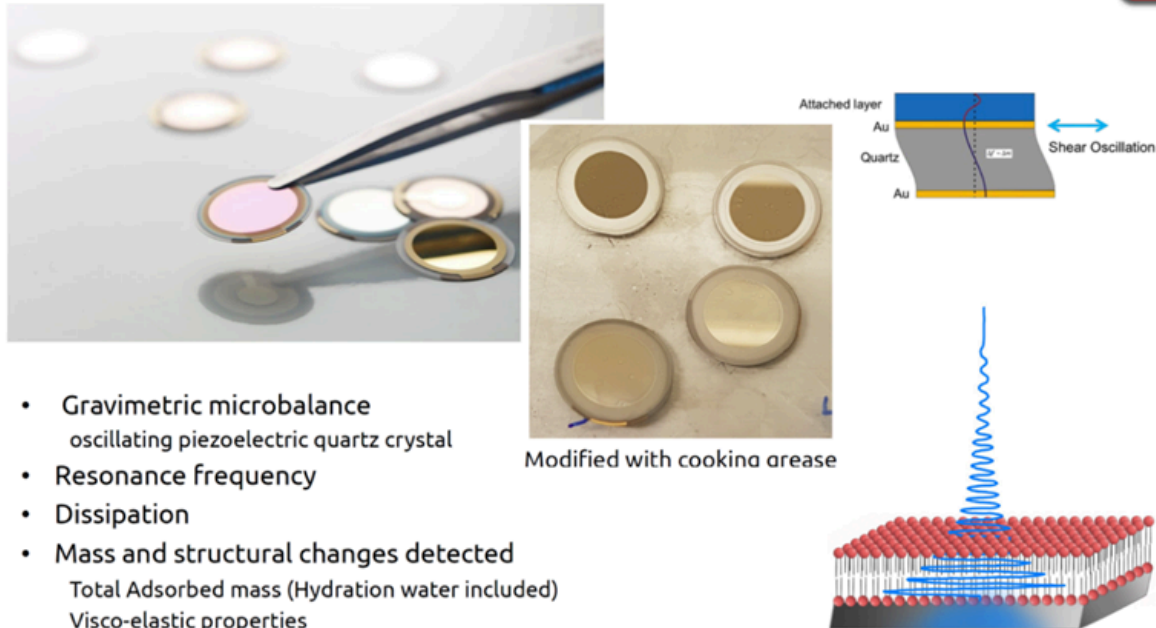 Attached layer
Au
Quartz
Au
Shear Oscillation
• Gravimetric microbalance
oscillating piezoelectric quartz crystal
• Resonance frequency
• Dissipation
• Mass and structural changes detected
Total Adsorbed mass (Hydration water included)
Visco-elastic properties
Modified with cooking grease